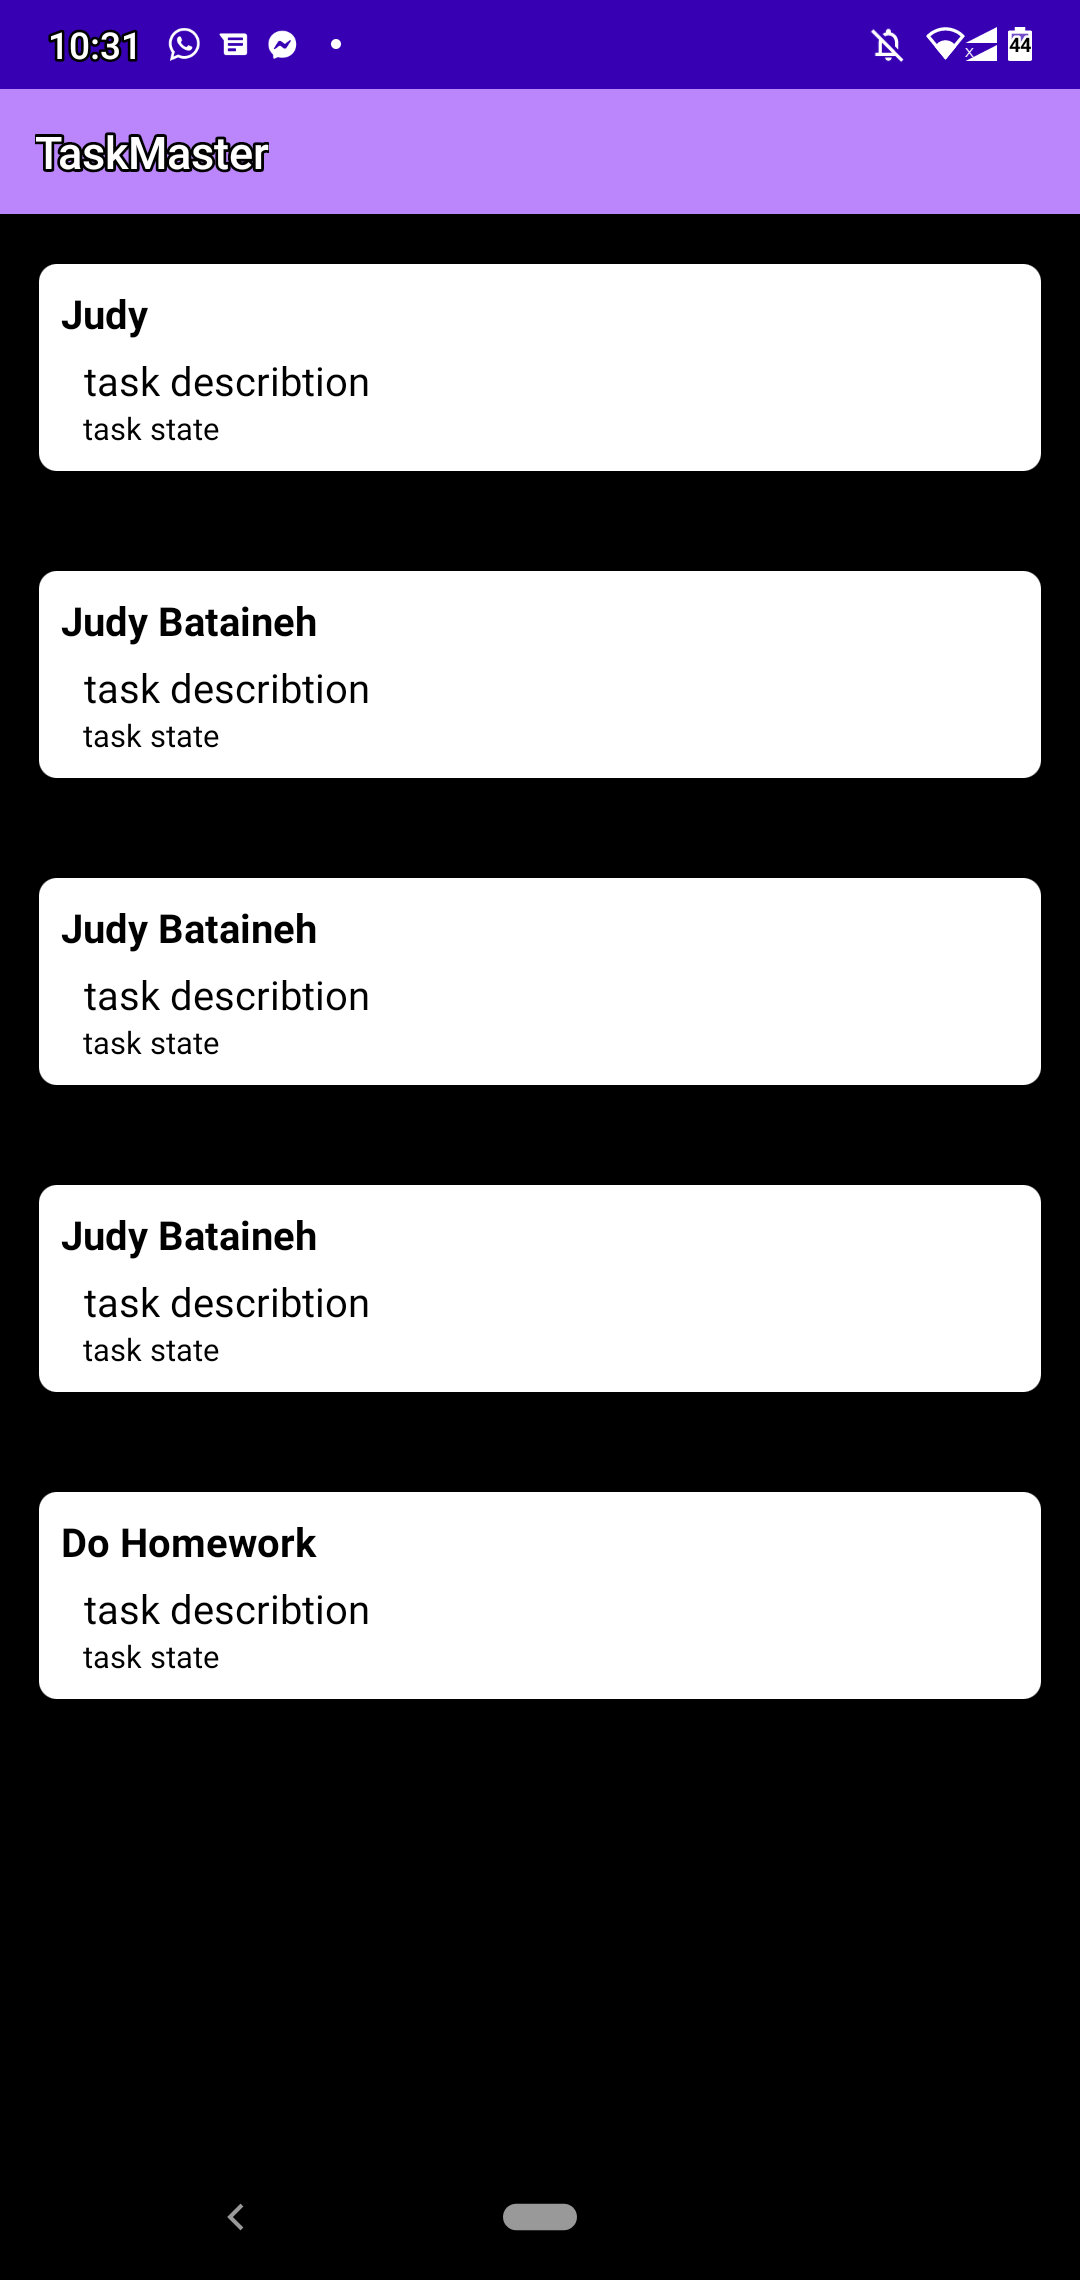 10:31
44
TaskMaster
Judy
task describtion
task state
Judy Bataineh
task describtion
task state
Judy Bataineh
task describtion
task state
Judy Bataineh
task describtion
task state
Do Homework
task describtion
task state